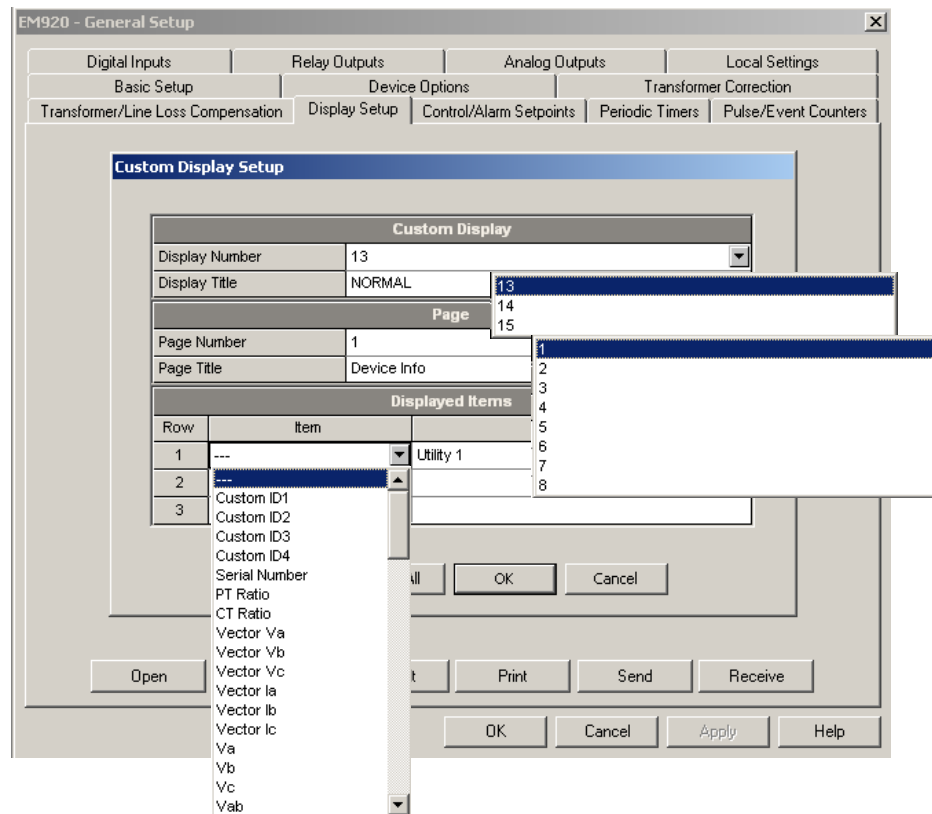 EM920 - General Setup
Digital Inputs
Relay Outputs
Analog Outputs
Local Settings
Basic Setup
Device Options
Transformer Correction
Transformer/Line Loss Compensation
Display Setup
Control/Alarm Setpoints
Periodic Timers
Pulse/Event Counters
Custom Display Setup
Custom Display
Display Number
13
Display Title
NORMAL
13
14
15
Page
Page Number
1
Page Title
Device Info
1
2
3
4
5
6
7
8
Displayed Items
Row
Item
1
---
Utility 1
2
3
---
Custom ID1
Custom ID2
Custom ID3
Custom ID4
Serial Number
PT Ratio
CT Ratio
Vector Va
Vector Vb
Vector Vc
Vector Ia
Vector Ib
Vector Ic
Va
Vb
Vc
Vab
OK
Cancel
Open
Print
Send
Receive
OK
Cancel
Apply
Help